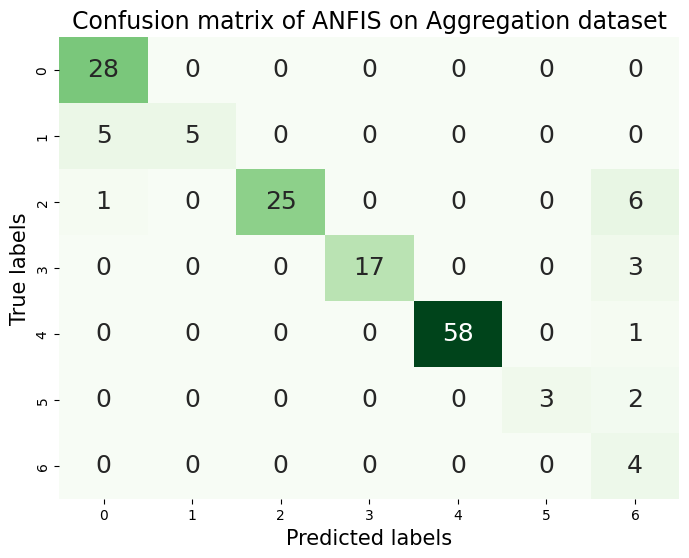 Confusion matrix of ANFIS on Aggregation dataset
0 28 0 0 0 0 0 0
1 5 5 0 0 0 0 0
2 1 0 25 0 0 0 6
3 0 0 0 17 0 0 3
4 0 0 0 0 58 0 1
5 0 0 0 0 0 3 2
6 0 0 0 0 0 0 4
True labels
0 1 2 3 4 5 6
Predicted labels